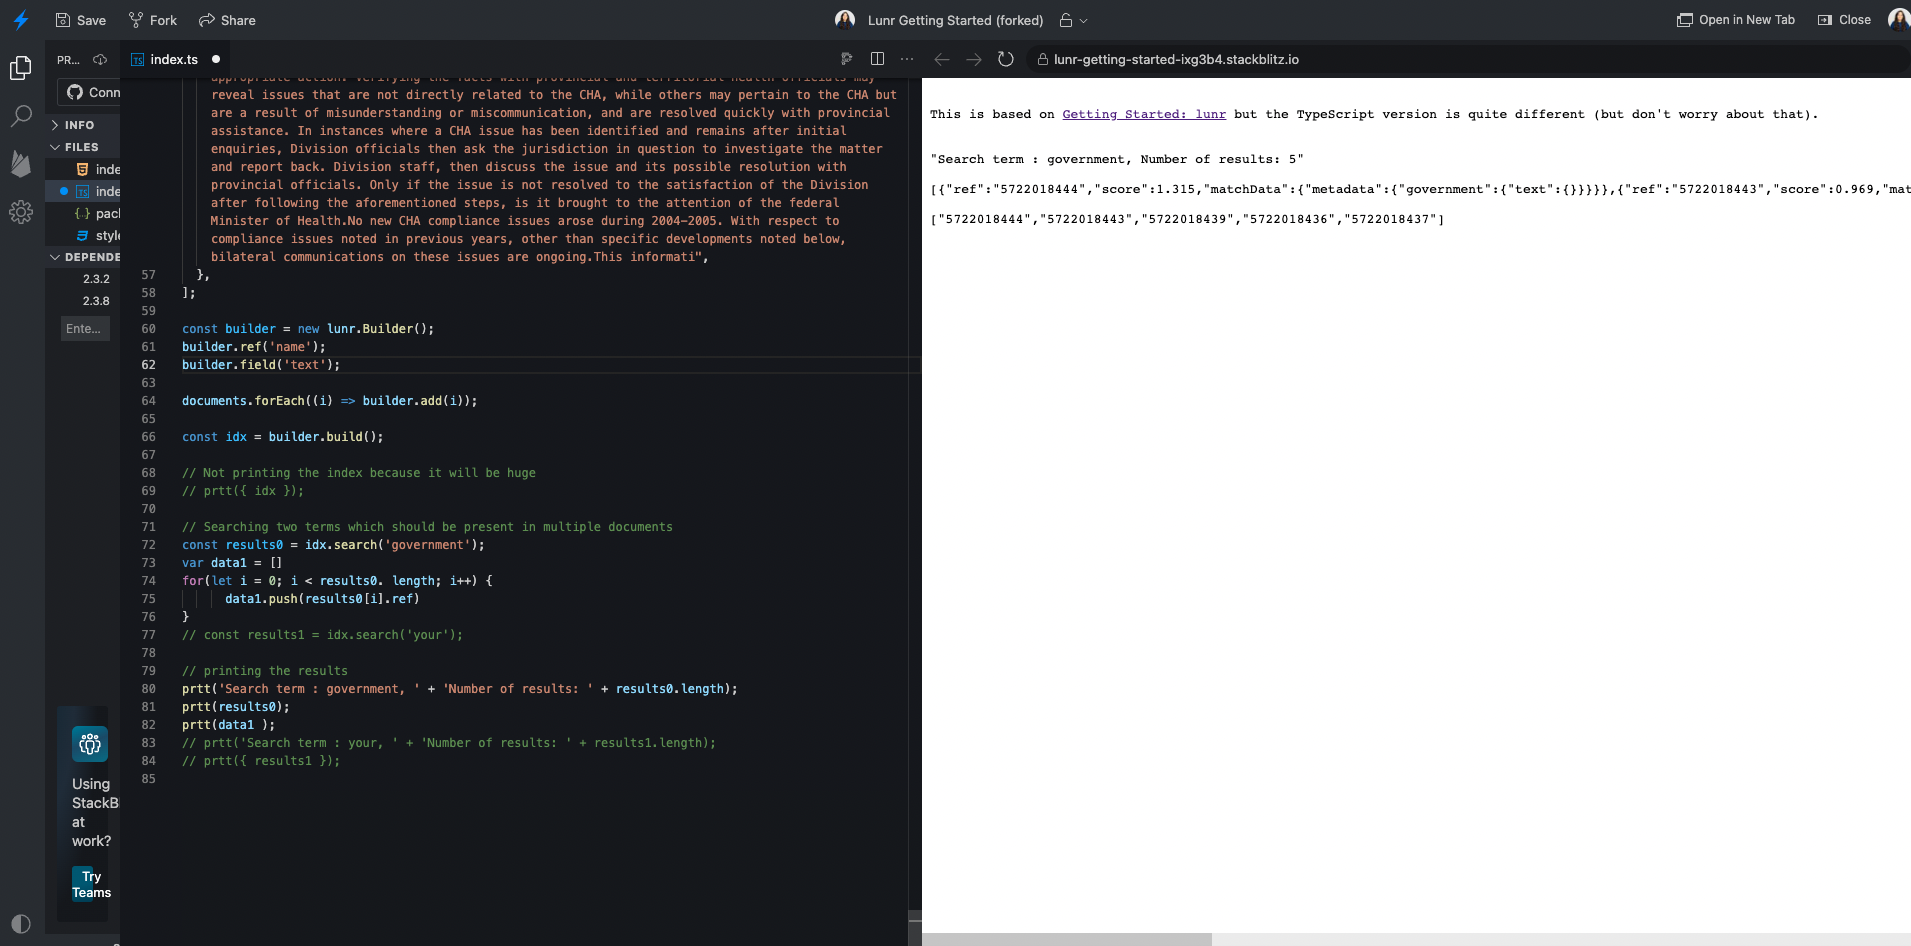 Save Fork Share
Lunr Getting Started (forked)
Open in New Tab Close
PR...
TS index.ts
lunr-getting-started-ixg3b4.stackblitz.io
Conn
INFO
FILES
inde
TS inde
{..} pacl
style
DEPENDE
2.3.2
2.3.8
Ente...
Using
StackB
at
work?
Try
Teams
appropriate action. Verifying the facts with provincial and territorial health officials may
reveal issues that are not directly related to the CHA, while others may pertain to the CHA but
are a result of misunderstanding or miscommunication, and are resolved quickly with provincial
assistance. In instances where a CHA issue has been identified and remains after initial
enquiries, Division officials then ask the jurisdiction in question to investigate the matter
and report back. Division staff, then discuss the issue and its possible resolution with
provincial officials. Only if the issue is not resolved to the satisfaction of the Division
after following the aforementioned steps, is it brought to the attention of the federal
Minister of Health.No new CHA compliance issues arose during 2004-2005. With respect to
compliance issues noted in previous years, other than specific developments noted below,
bilateral communications on these issues are ongoing.This informati",
57 },
58 ];
59
60 const builder = new lunr.Builder();
61 builder.ref('name');
62 builder.field('text');
63
64 documents.forEach((i) => builder.add(i));
65
66 const idx = builder.build();
67
68 // Not printing the index because it will be huge
69 // prtt({ idx });
70
71 // Searching two terms which should be present in multiple documents
72 const results0 = idx.search('government');
73 var data1 = []
74 for(let i = 0; i < results0. length; i++) {
75 data1.push(results0[i].ref)
76 }
77 // const results1 = idx.search('your');
78
79 // printing the results
80 prtt('Search term : government, ' + 'Number of results: ' + results0.length);
81 prtt(results0);
82 prtt(data1 );
83 // prtt('Search term : your, ' + 'Number of results: ' + results1.length);
84 // prtt({ results1 });
85
This is based on Getting Started: lunr but the TypeScript version is quite different (but don't worry about that).
"Search term : government, Number of results: 5"
[{"ref":"5722018444","score":1.315,"matchData":{"metadata":{"government":{"text":{}}}}},{"ref":"5722018443","score":0.969,"mat
["5722018444","5722018443","5722018439","5722018436","5722018437"]